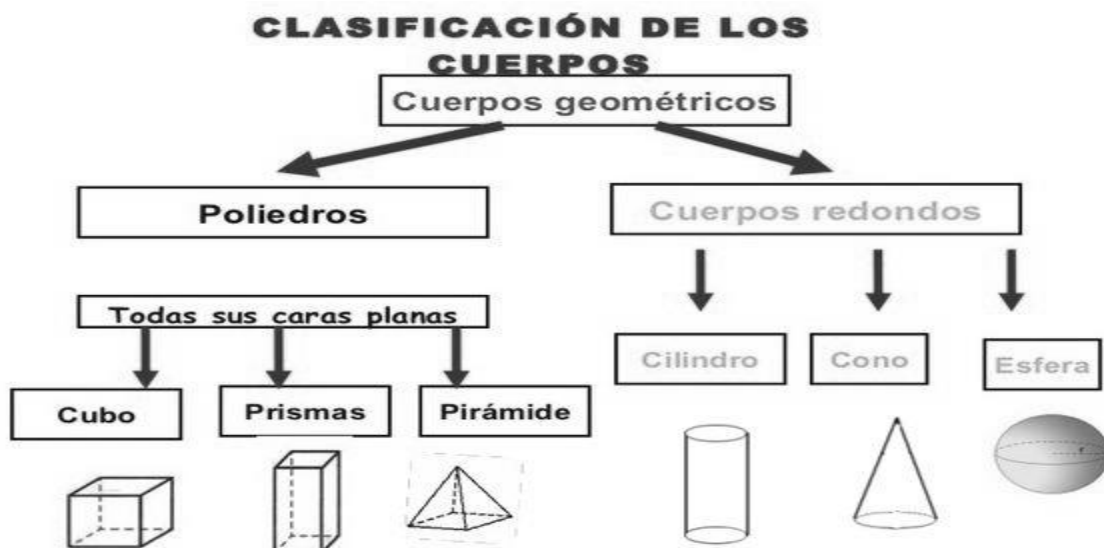 CLASIFICACIÓN DE LOS
CUERPOS
Cuerpos geométricos
Poliedros
Cuerpos redondos
Todas sus caras planas
Cilindro
Cono
Esfera
Cubo
Prismas
Pirámide
r